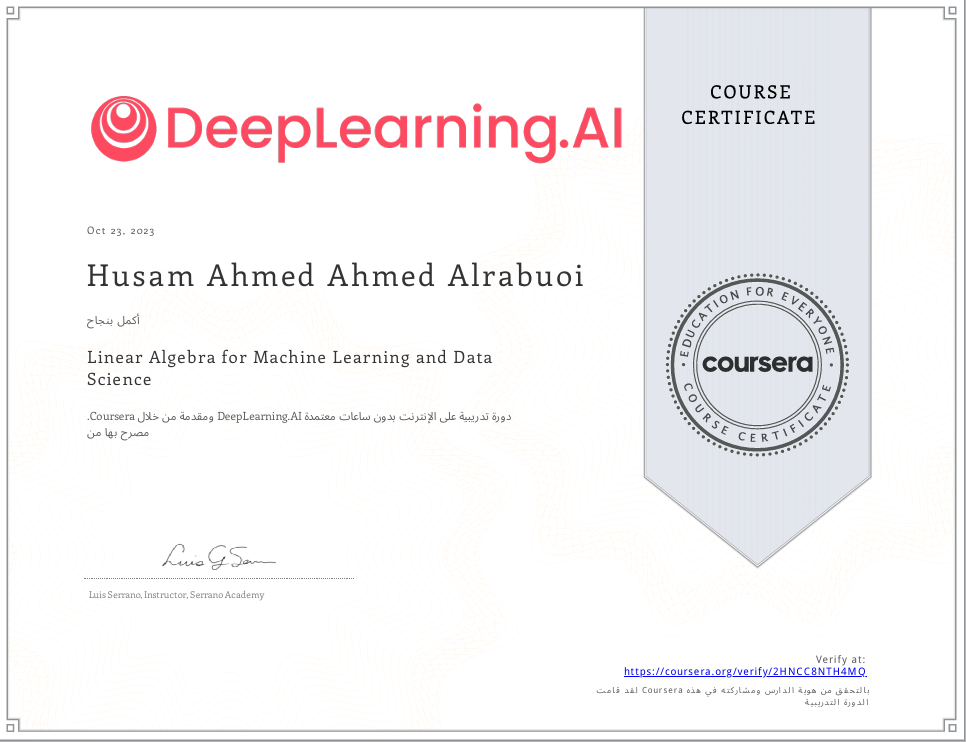 DeepLearning.AI
COURSE
CERTIFICATE
Oct 23, 2023
Husam Ahmed Ahmed Alrabuoi
أكمل بنجاح
Linear Algebra for Machine Learning and Data
Science
دورة تدريبية على الإنترنت بدون ساعات معتمدة DeepLearning.AI ومقدمة من خلال Coursera.
مصرح بها من
EDUCATION FOR EVERYONE
coursera
COURSE CERTIFICATE
Luis Serrano, Instructor, Serrano Academy
Verify at:
https://coursera.org/verify/2HNCC8NTH4MQ
بالتحقق من هوية الدارس ومشاركته في هذه Coursera لقد قامت
الدورة التدريبية